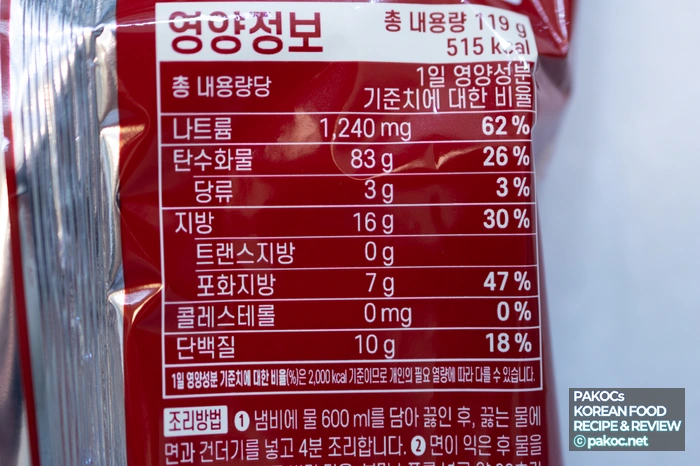 영양정보 총 내용량 119 g
515 kcal
총 내용량당 1일 영양성분
기준치에 대한 비율
나트륨 1,240 mg 62 %
탄수화물 83 g 26 %
당류 3 g 3 %
지방 16 g 30 %
트랜스지방 0 g
포화지방 7 g 47 %
콜레스테롤 0 mg 0 %
단백질 10 g 18 %
1일 영양성분 기준치에 대한 비율(%)은 2,000 kcal 기준이므로 개인의 필요 열량에 따라 다를 수 있습니다.
조리방법 ❶ 냄비에 물 600 ml를 담아 끓인 후, 끓는 물에
면과 건더기를 넣고 4분 조리합니다. ❷ 면이 익은 후 물을
PAKOCs
KOREAN FOOD
RECIPE & REVIEW
© pakoc.net